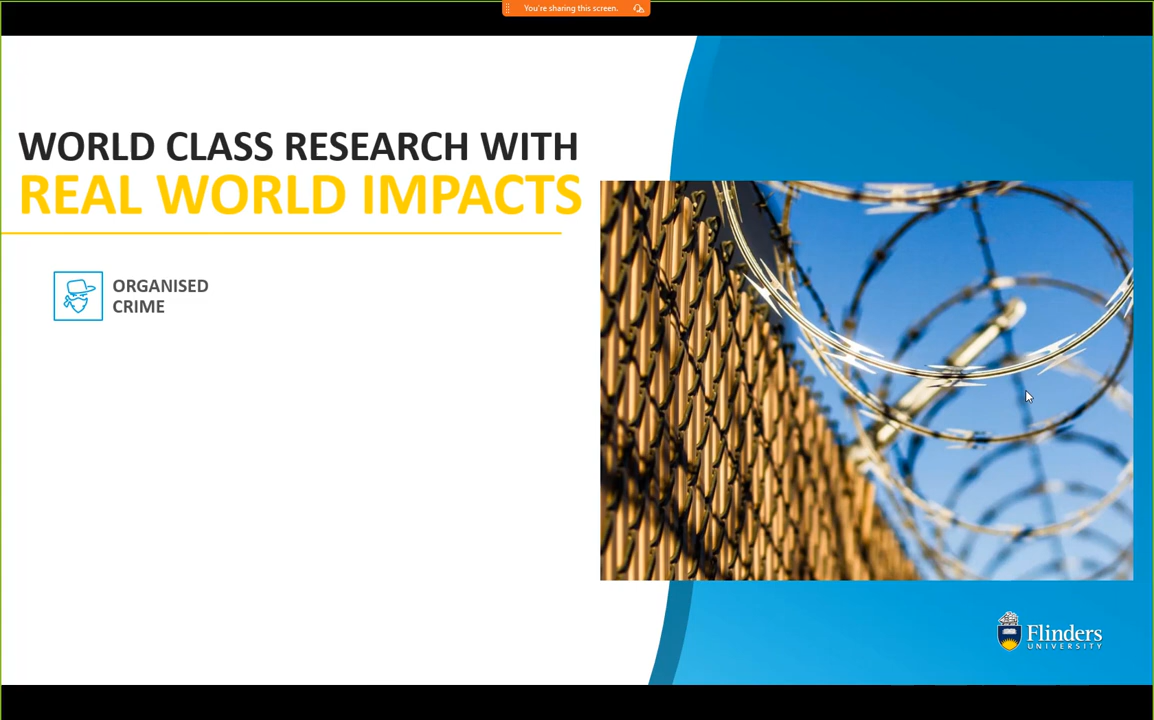 You're sharing this screen.
WORLD CLASS RESEARCH WITH
REAL WORLD IMPACTS
ORGANISED
CRIME
Flinders
UNIVERSITY